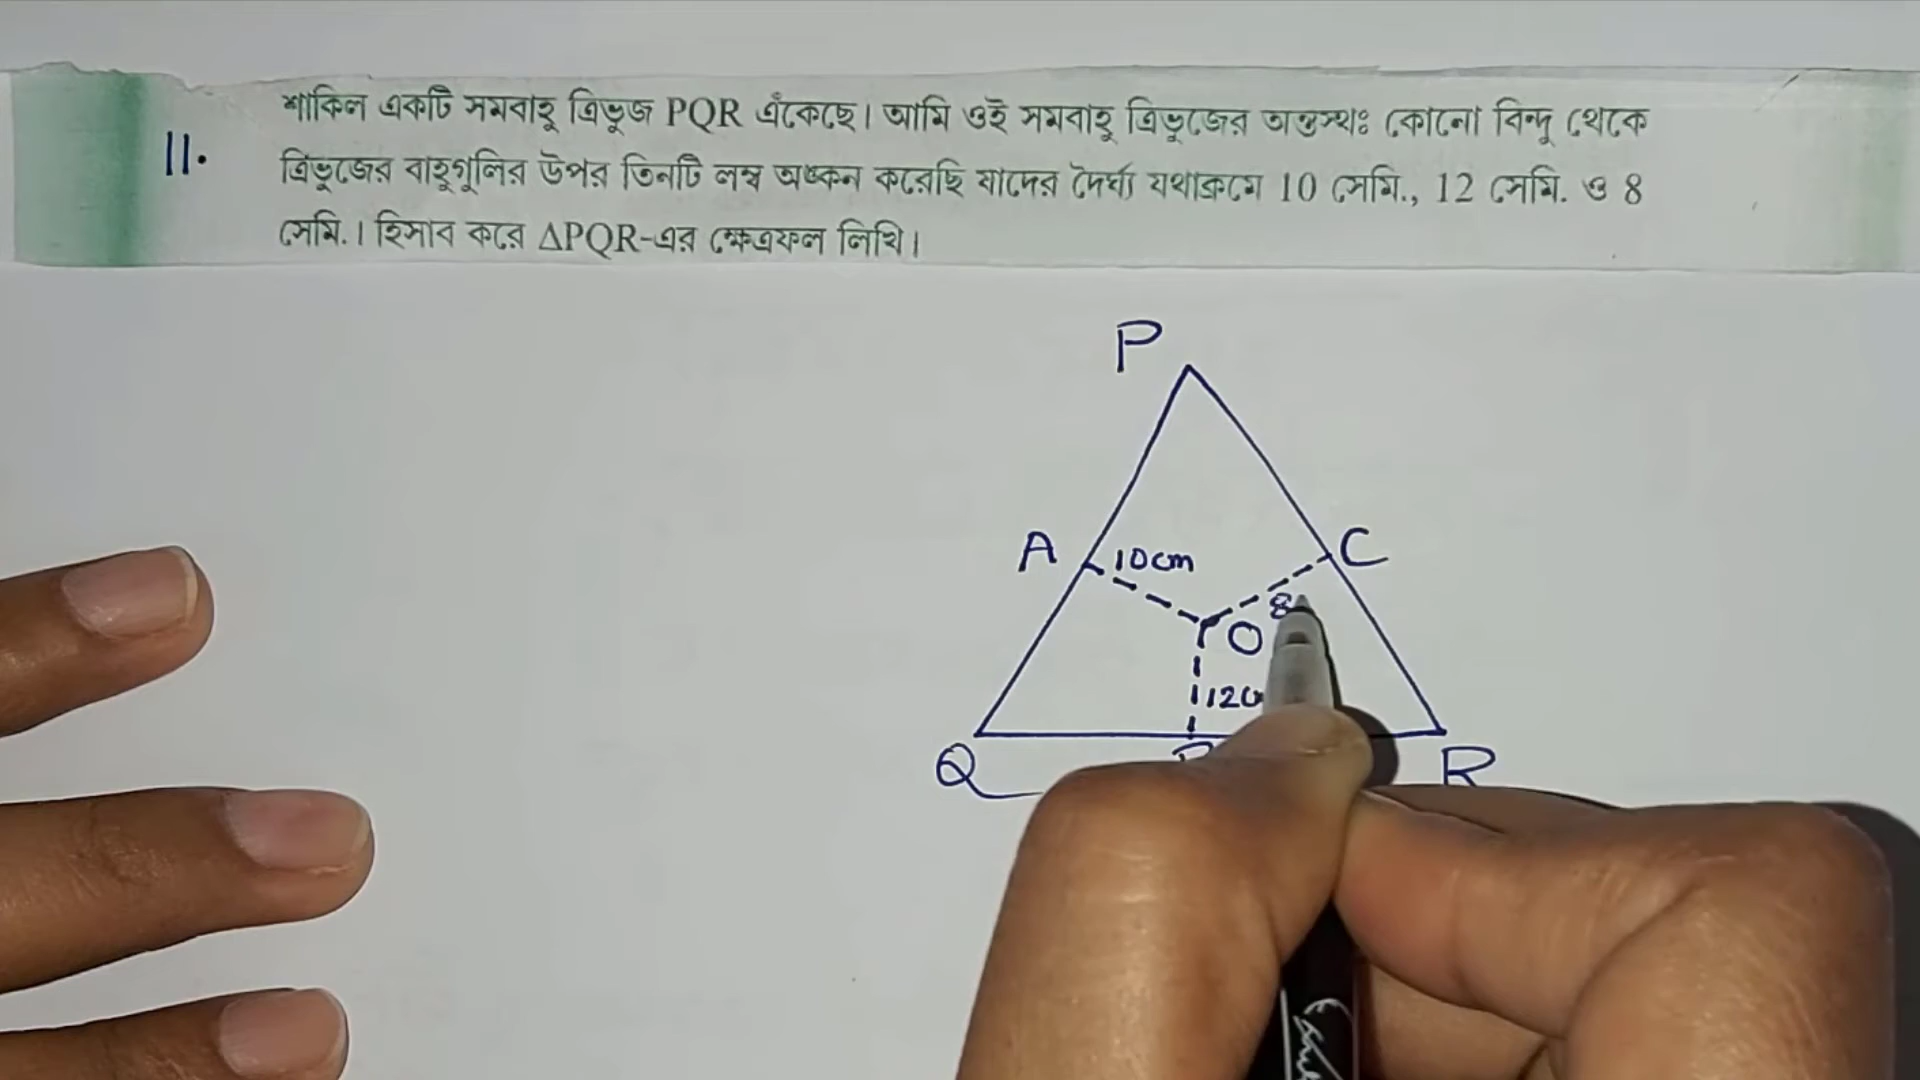 11.
শাকিল একটি সমবাহু ত্রিভুজ PQR এঁকেছে। আমি ওই সমবাহু ত্রিভুজের অন্তস্থঃ কোনো বিন্দু থেকে
ত্রিভুজের বাহুগুলির উপর তিনটি লম্ব অঙ্কন করেছি যাদের দৈর্ঘ্য যথাক্রমে 10 সেমি., 12 সেমি. ও 8
সেমি.। হিসাব করে ΔPQR-এর ক্ষেত্রফল লিখি।
P
A 10cm C
8
O
Q R